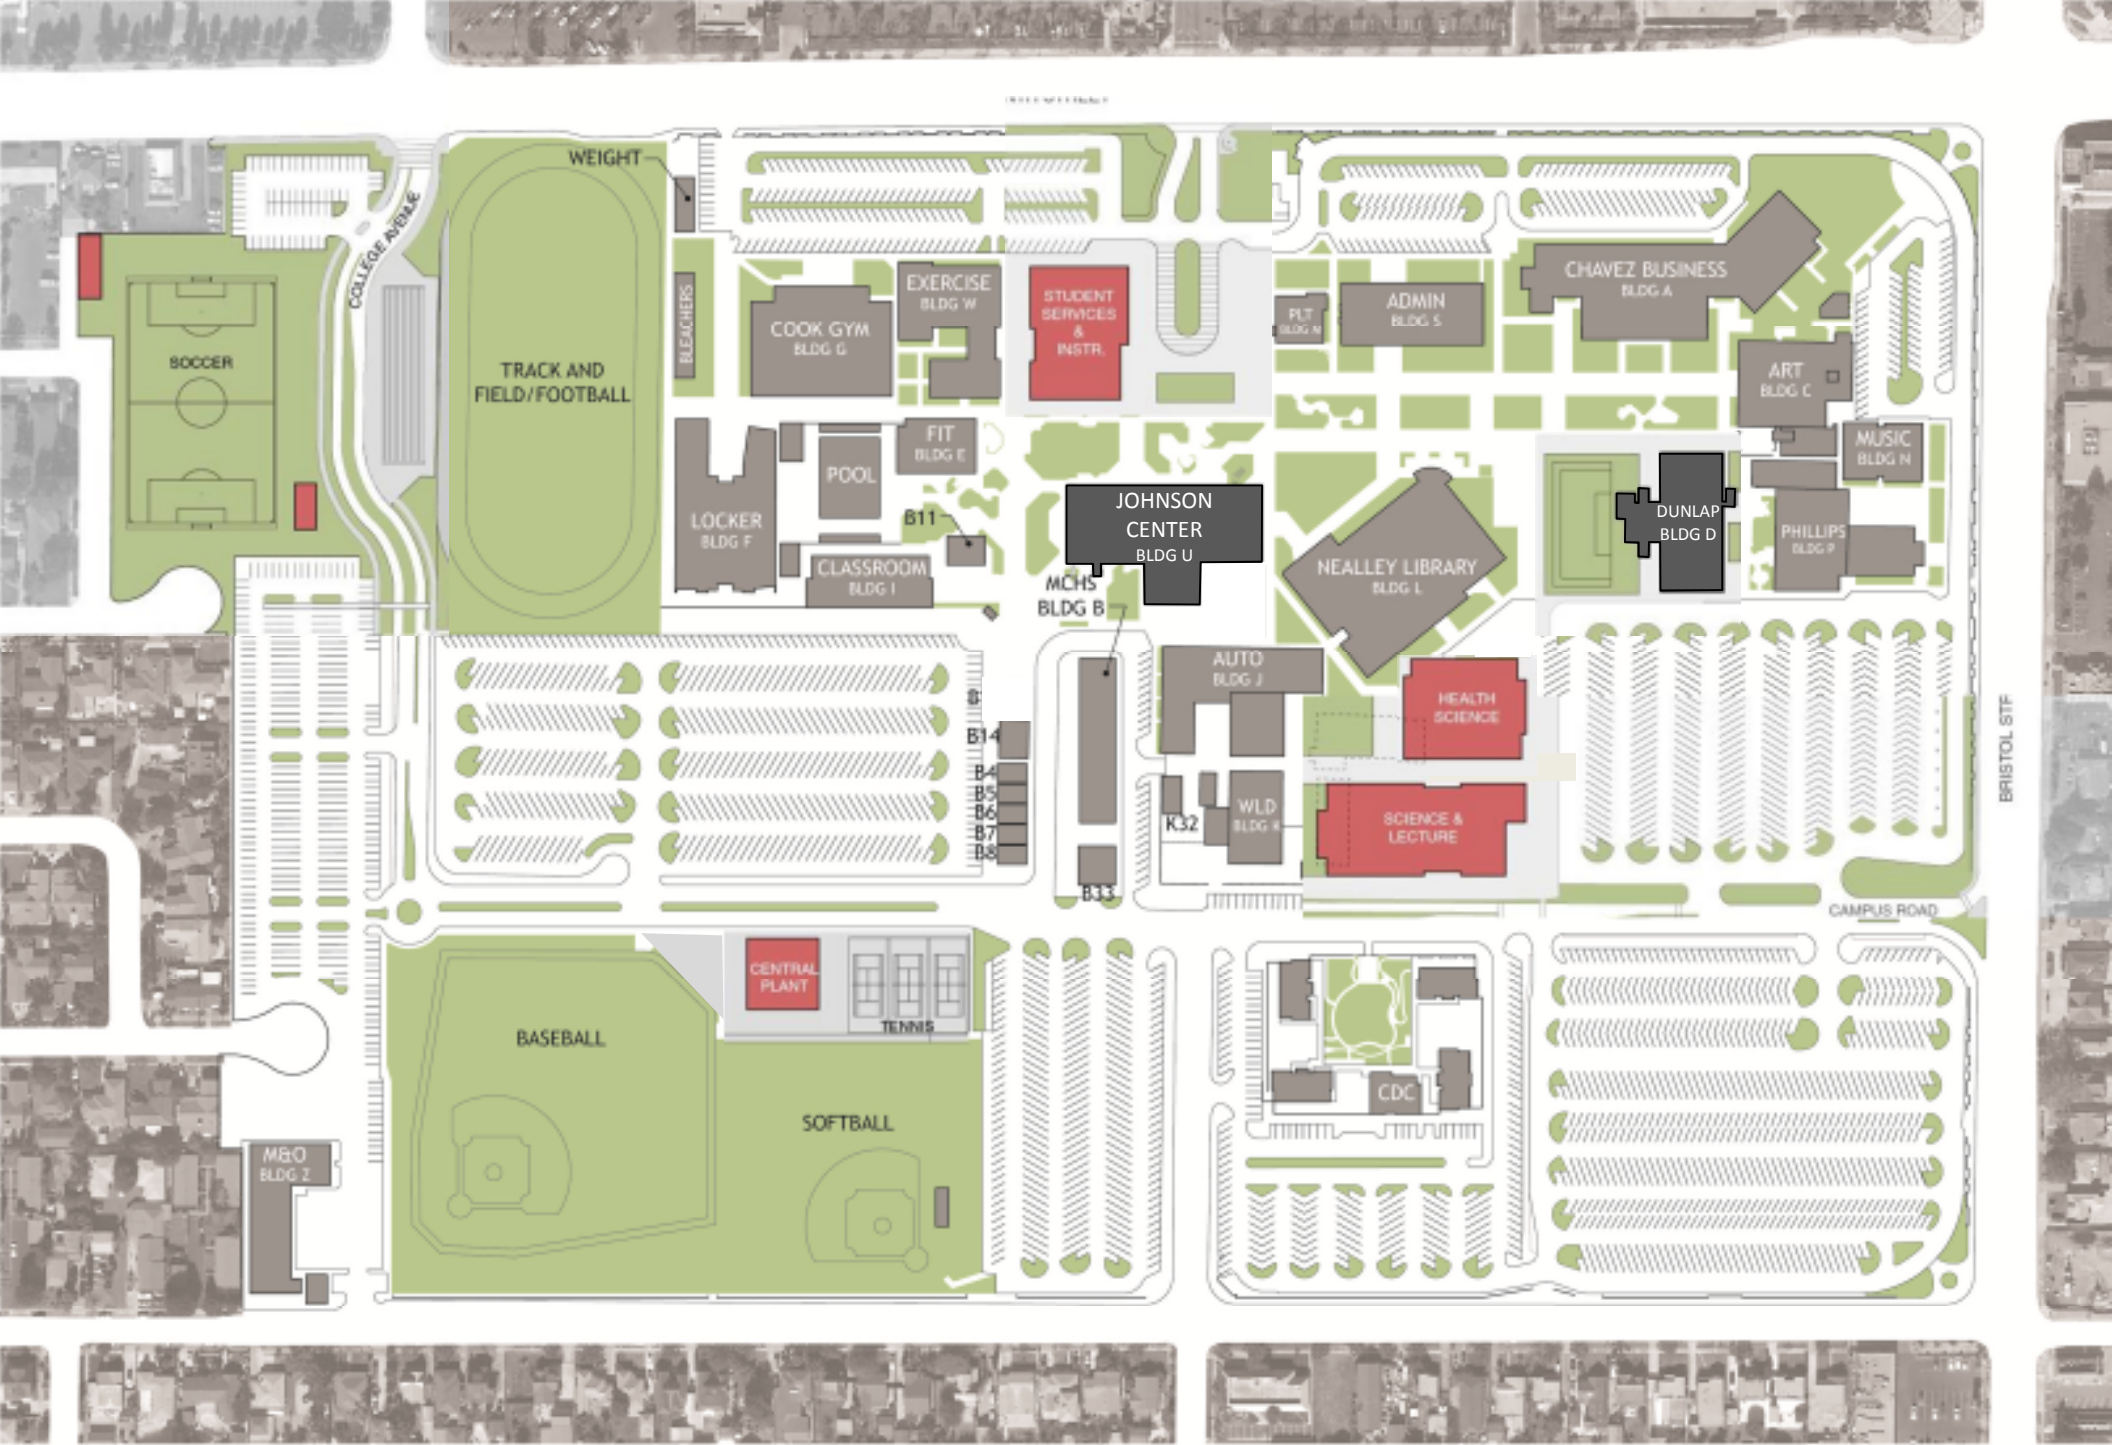 WEIGHT
COLLEGE AVENUE
SOCCER
TRACK AND
FIELD/FOOTBALL
BLEACHERS
COOK GYM
BLDG G
EXERCISE
BLDG W
STUDENT
SERVICES
&
INSTR.
PLT
BLDG M
ADMIN
BLDG S
CHAVEZ BUSINESS
BLDG A
ART
BLDG C
MUSIC
BLDG N
LOCKER
BLDG F
POOL
FIT
BLDG E
B11
CLASSROOM
BLDG I
JOHNSON
CENTER
BLDG U
MCHS
BLDG B
NEALLEY LIBRARY
BLDG L
DUNLAP
BLDG D
PHILLIPS
BLDG P
AUTO
BLDG J
HEALTH
SCIENCE
B
B14
B4
B5
B6
B7
B8
B33
K32
WLD
BLDG K
SCIENCE &
LECTURE
BRISTOL STF
CAMPUS ROAD
CENTRAL
PLANT
TENNIS
BASEBALL
SOFTBALL
CDC
M&O
BLDG Z